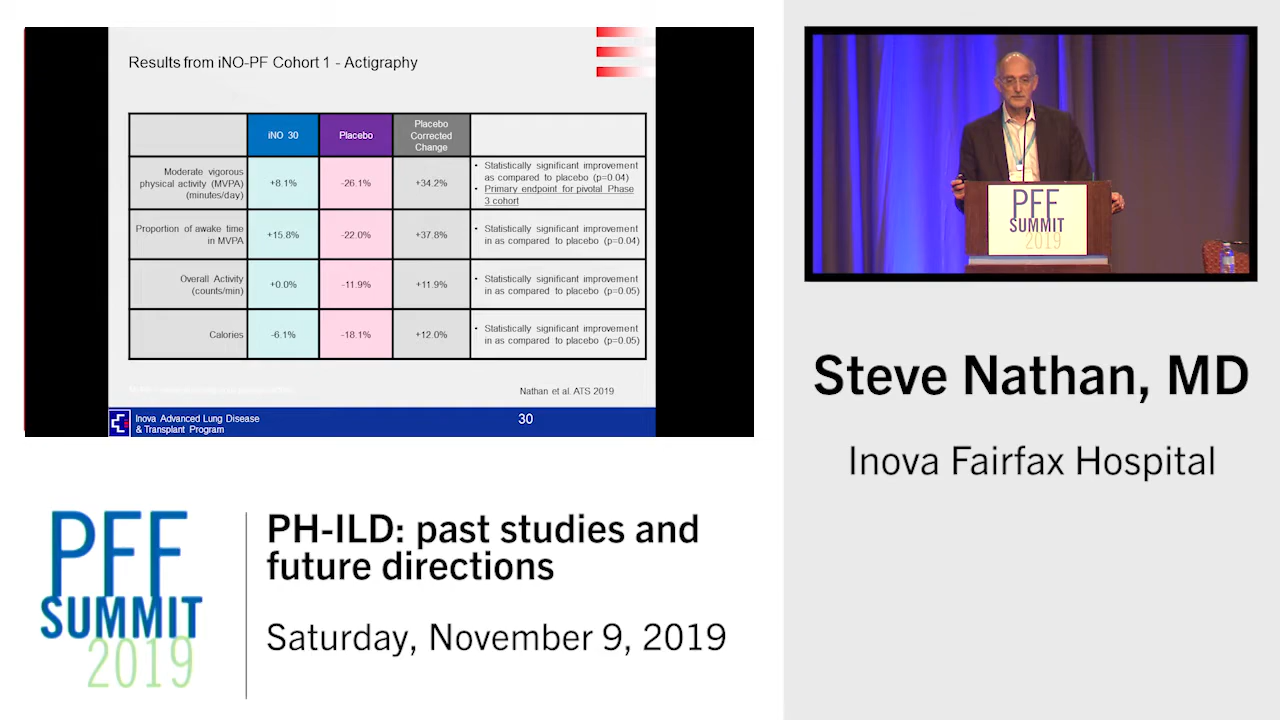 Results from iNO-PF Cohort 1 - Actigraphy
iNO 30
Placebo
Placebo
Corrected
Change
Moderate vigorous
physical activity (MVPA)
(minutes/day)
+8.1%
-26.1%
+34.2%
• Statistically significant improvement
as compared to placebo (p=0.04)
• Primary endpoint for pivotal Phase
3 cohort
Proportion of awake time
in MVPA
+15.8%
-22.0%
+37.8%
• Statistically significant improvement
in as compared to placebo (p=0.04)
Overall Activity
(counts/min)
+0.0%
-11.9%
+11.9%
• Statistically significant improvement
in as compared to placebo (p=0.05)
Calories
-6.1%
-18.1%
+12.0%
• Statistically significant improvement
in as compared to placebo (p=0.05)
Nathan et al. ATS 2019
Inova Advanced Lung Disease
& Transplant Program
30
PFF
SUMMIT
2019
Steve Nathan, MD
Inova Fairfax Hospital
PFF
SUMMIT
2019
PH-ILD: past studies and
future directions
Saturday, November 9, 2019